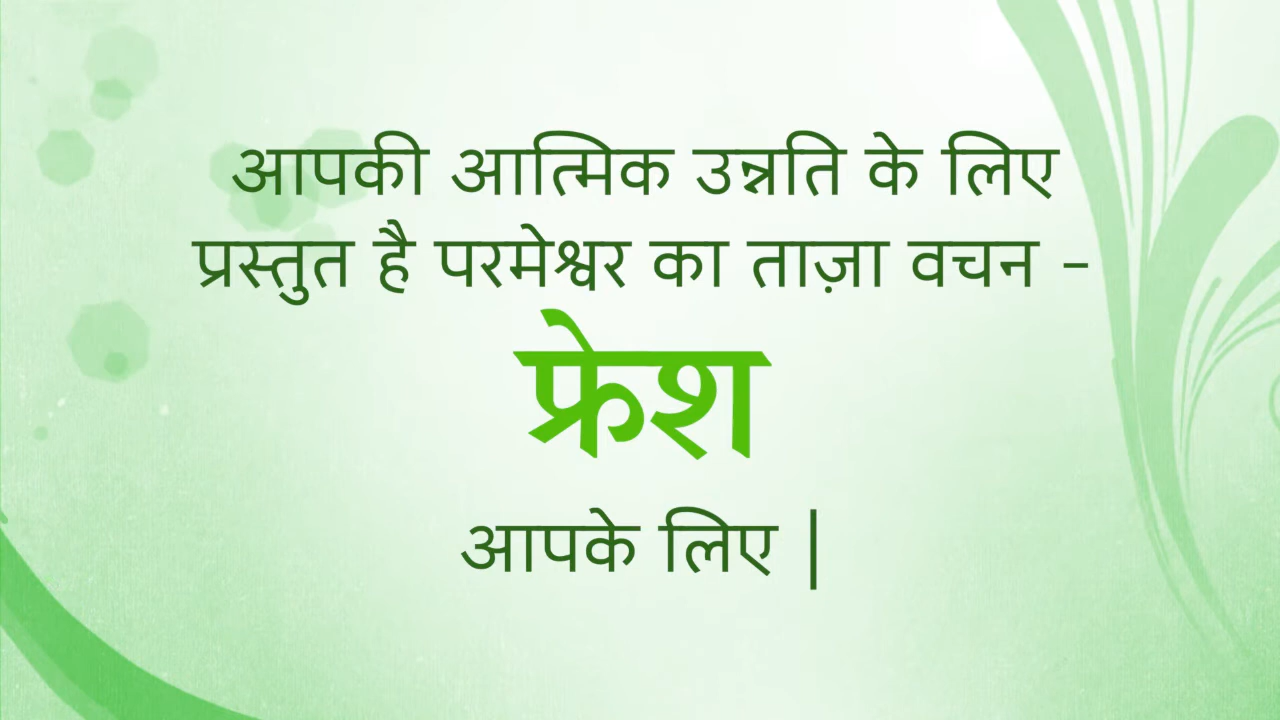 आपकी आत्मिक उन्नति के लिए
प्रस्तुत है परमेश्वर का ताज़ा वचन -
फ्रेश
आपके लिए |